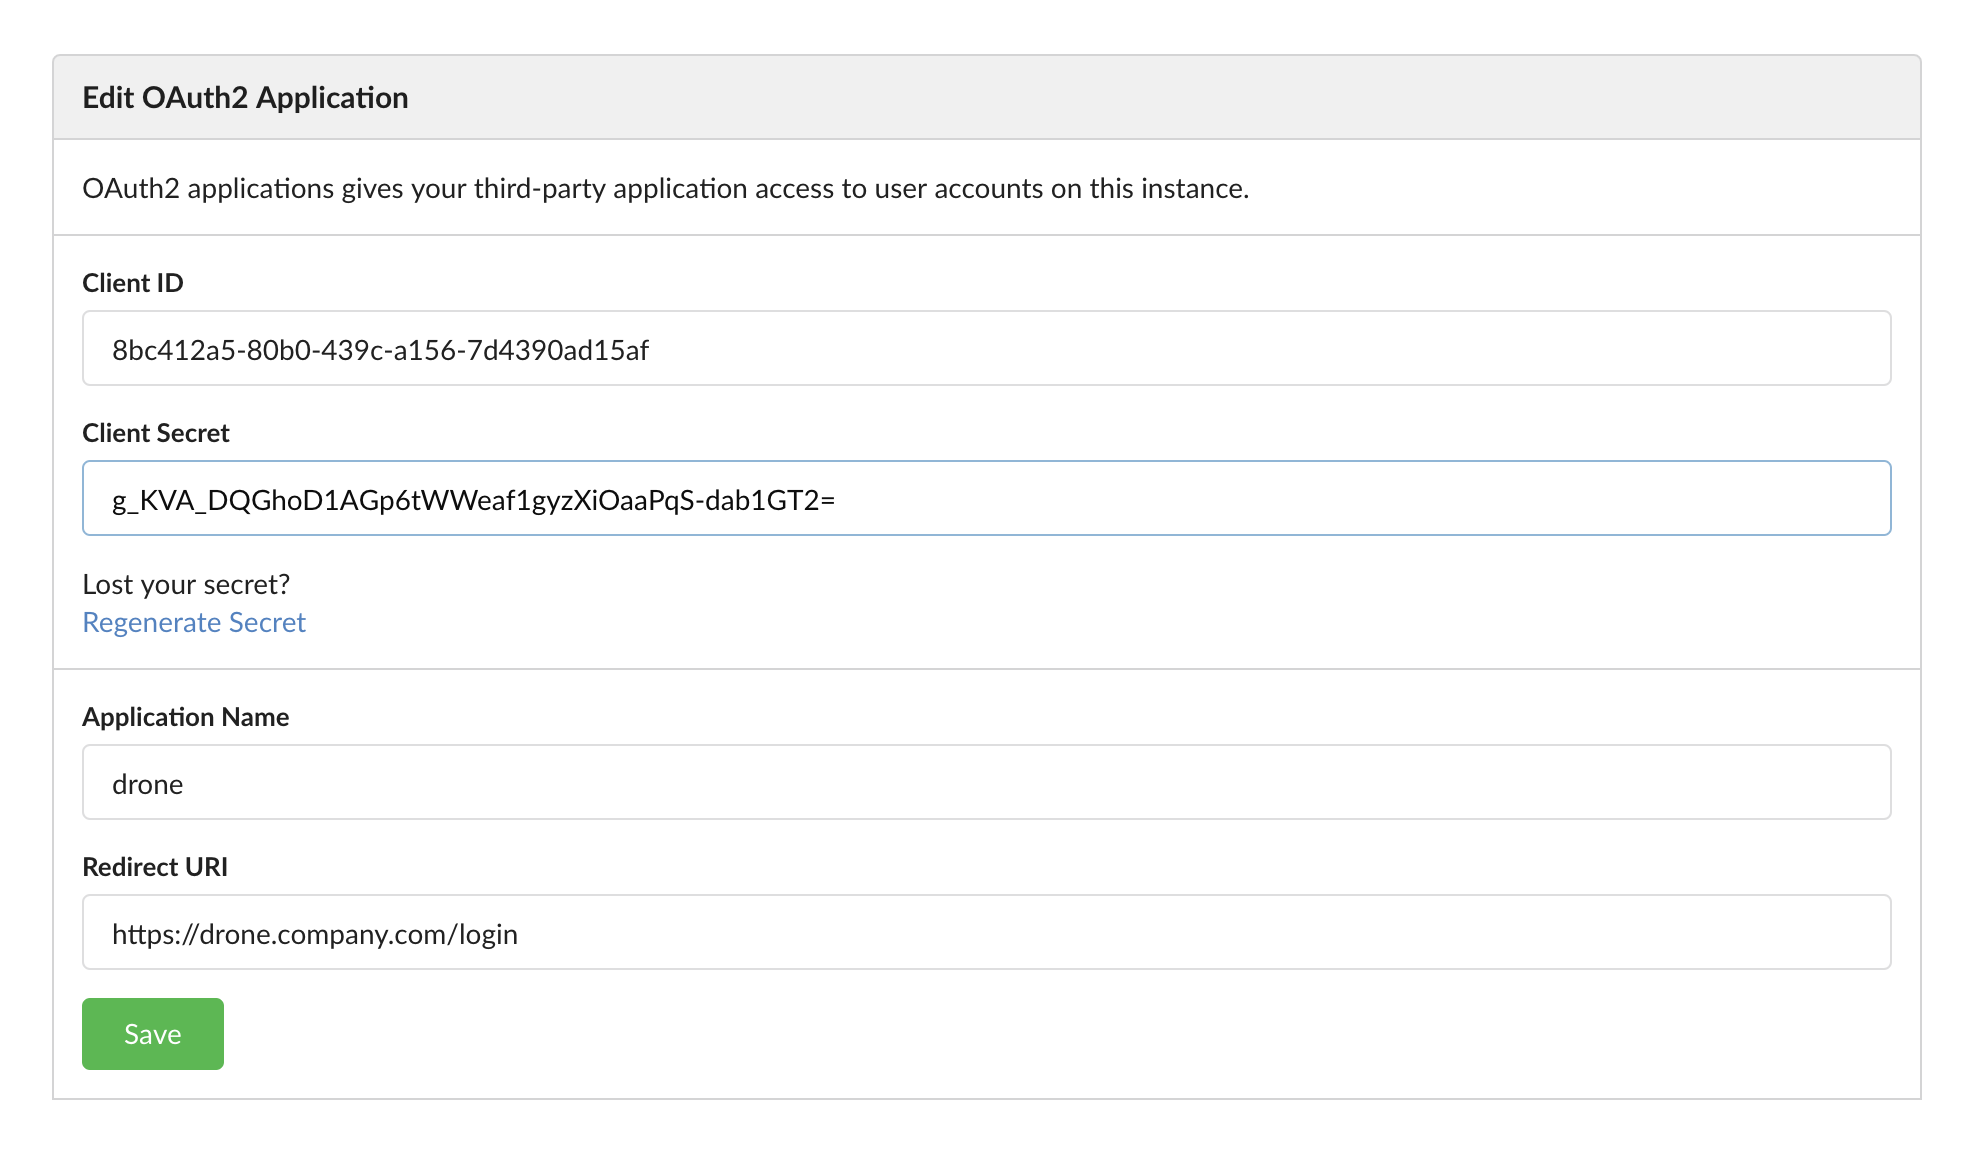 Edit OAuth2 Application
OAuth2 applications gives your third-party application access to user accounts on this instance.
Client ID
8bc412a5-80b0-439c-a156-7d4390ad15af
Client Secret
g_KVA_DQGhoD1AGp6tWWeaf1gyzXiOaaPqS-dab1GT2=
Lost your secret?
Regenerate Secret
Application Name
drone
Redirect URI
https://drone.company.com/login
Save